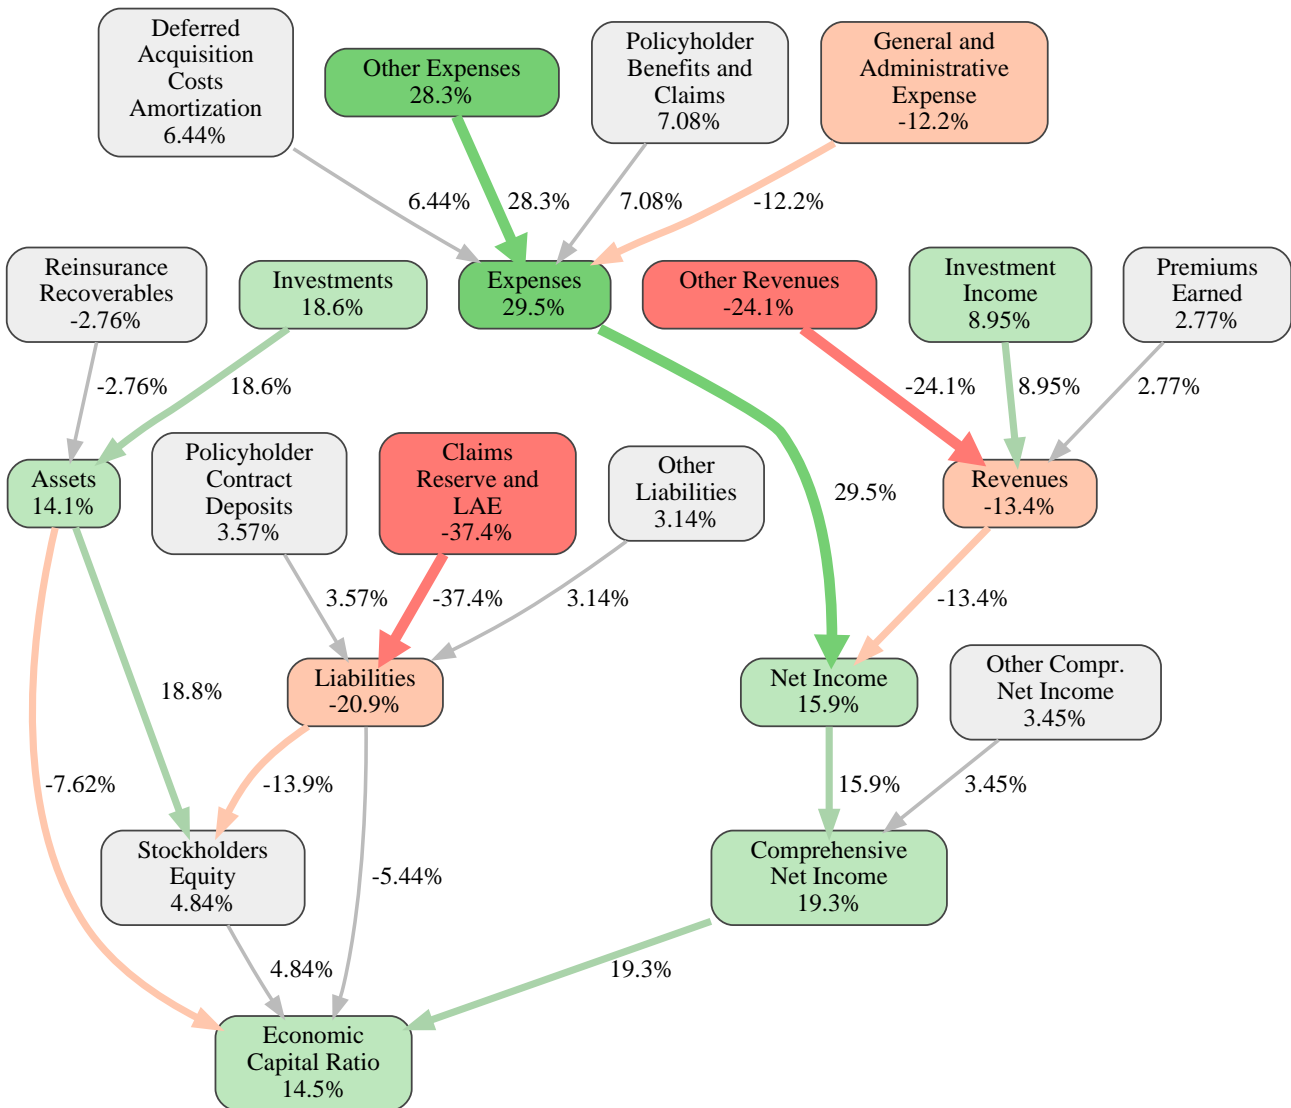 Deferred
Acquisition
Costs
Amortization
6.44%
Other Expenses
28.3%
Policyholder
Benefits and
Claims
7.08%
General and
Administrative
Expense
-12.2%
6.44%
28.3%
7.08%
-12.2%
Reinsurance
Recoverables
-2.76%
Investments
18.6%
Expenses
29.5%
Other Revenues
-24.1%
Investment
Income
8.95%
Premiums
Earned
2.77%
-2.76%
18.6%
-24.1%
8.95%
2.77%
Assets
14.1%
Policyholder
Contract
Deposits
3.57%
Claims
Reserve and
LAE
-37.4%
Other
Liabilities
3.14%
29.5%
Revenues
-13.4%
3.57%
-37.4%
3.14%
-13.4%
18.8%
Liabilities
-20.9%
Net Income
15.9%
Other Compr.
Net Income
3.45%
-7.62%
-13.9%
15.9%
3.45%
Stockholders
Equity
4.84%
-5.44%
Comprehensive
Net Income
19.3%
4.84%
19.3%
Economic
Capital Ratio
14.5%